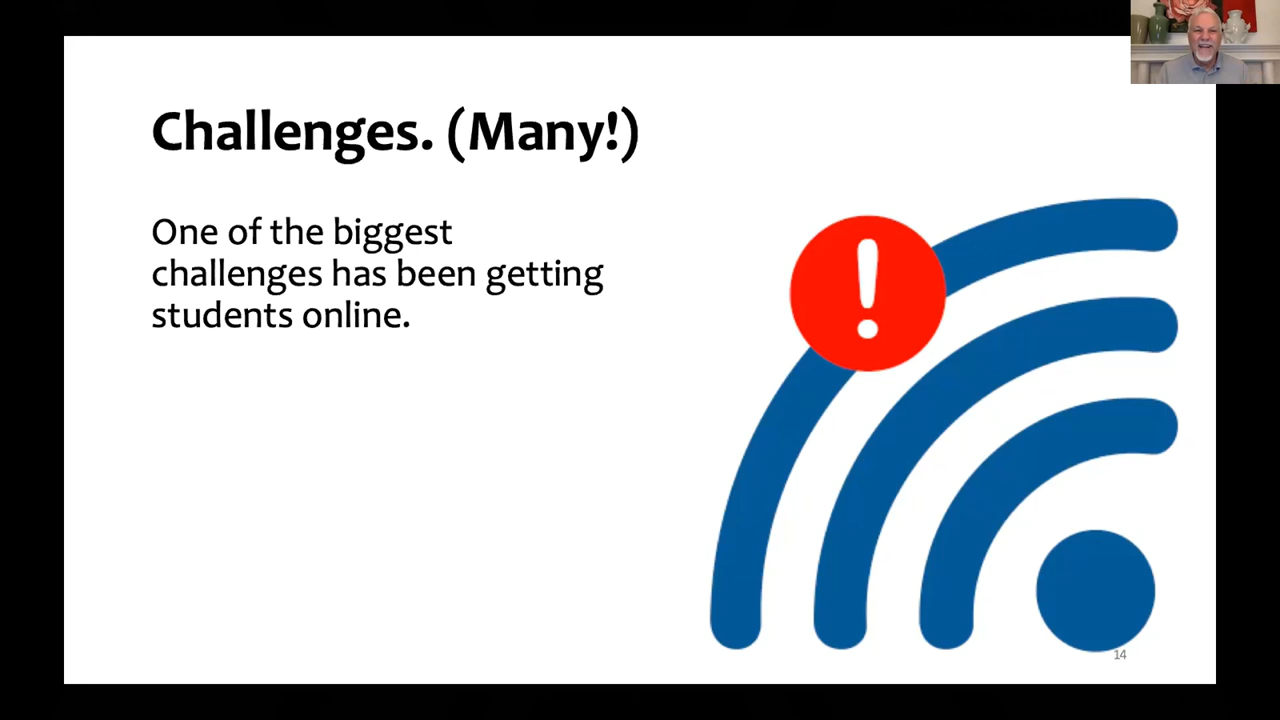 Challenges. (Many!)
One of the biggest
challenges has been getting
students online.
!
14